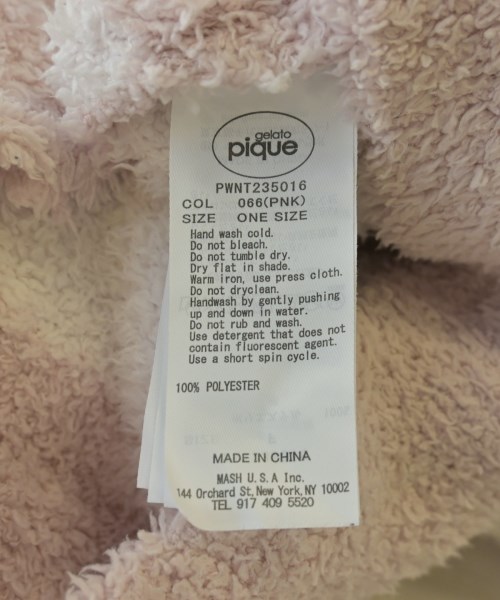 gelato
pique
PWNT235016
COL 066(PNK)
SIZE ONE SIZE
Hand wash cold.
Do not bleach.
Do not tumble dry.
Dry flat in shade.
Warm iron, use press cloth.
Do not dryclean.
Handwash by gently pushing
up and down in water.
Do not rub and wash.
Use detergent that does not
contain fluorescent agent.
Use a short spin cycle.
100% POLYESTER
MADE IN CHINA
MASH U.S.A Inc.
144 Orchard St, New York, NY 10002
TEL 917 409 5520